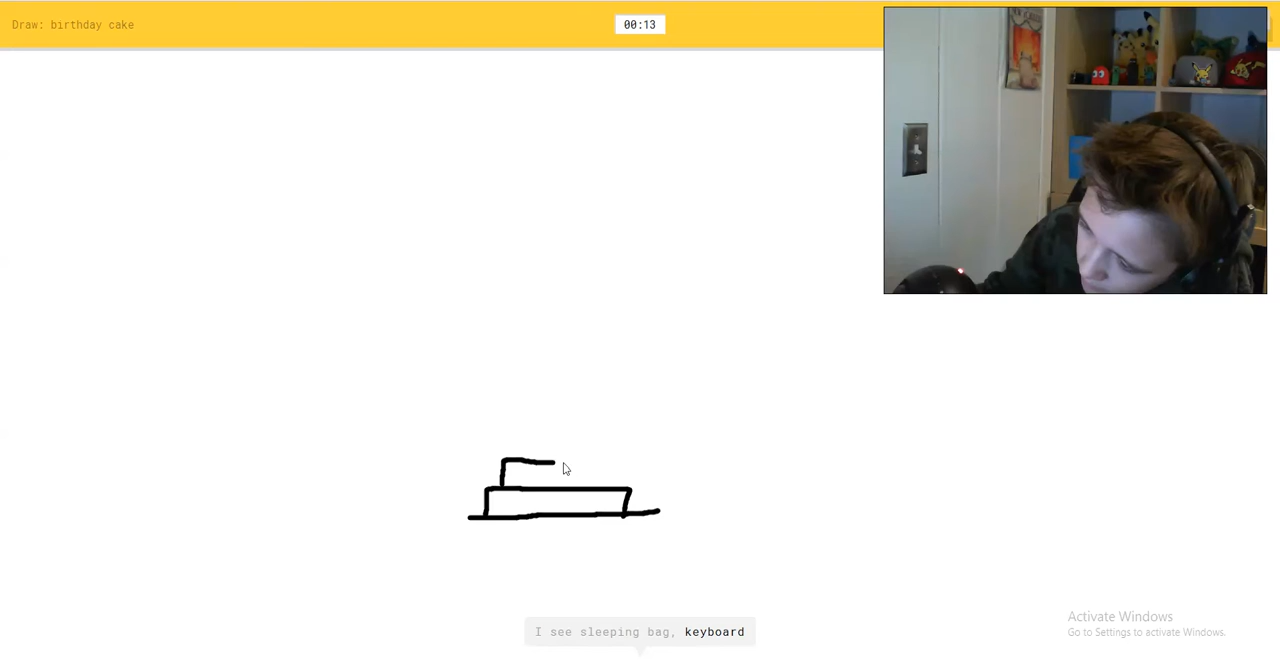 Draw: birthday cake
00:13
I see sleeping bag, keyboard
Activate Windows
Go to Settings to activate Windows.